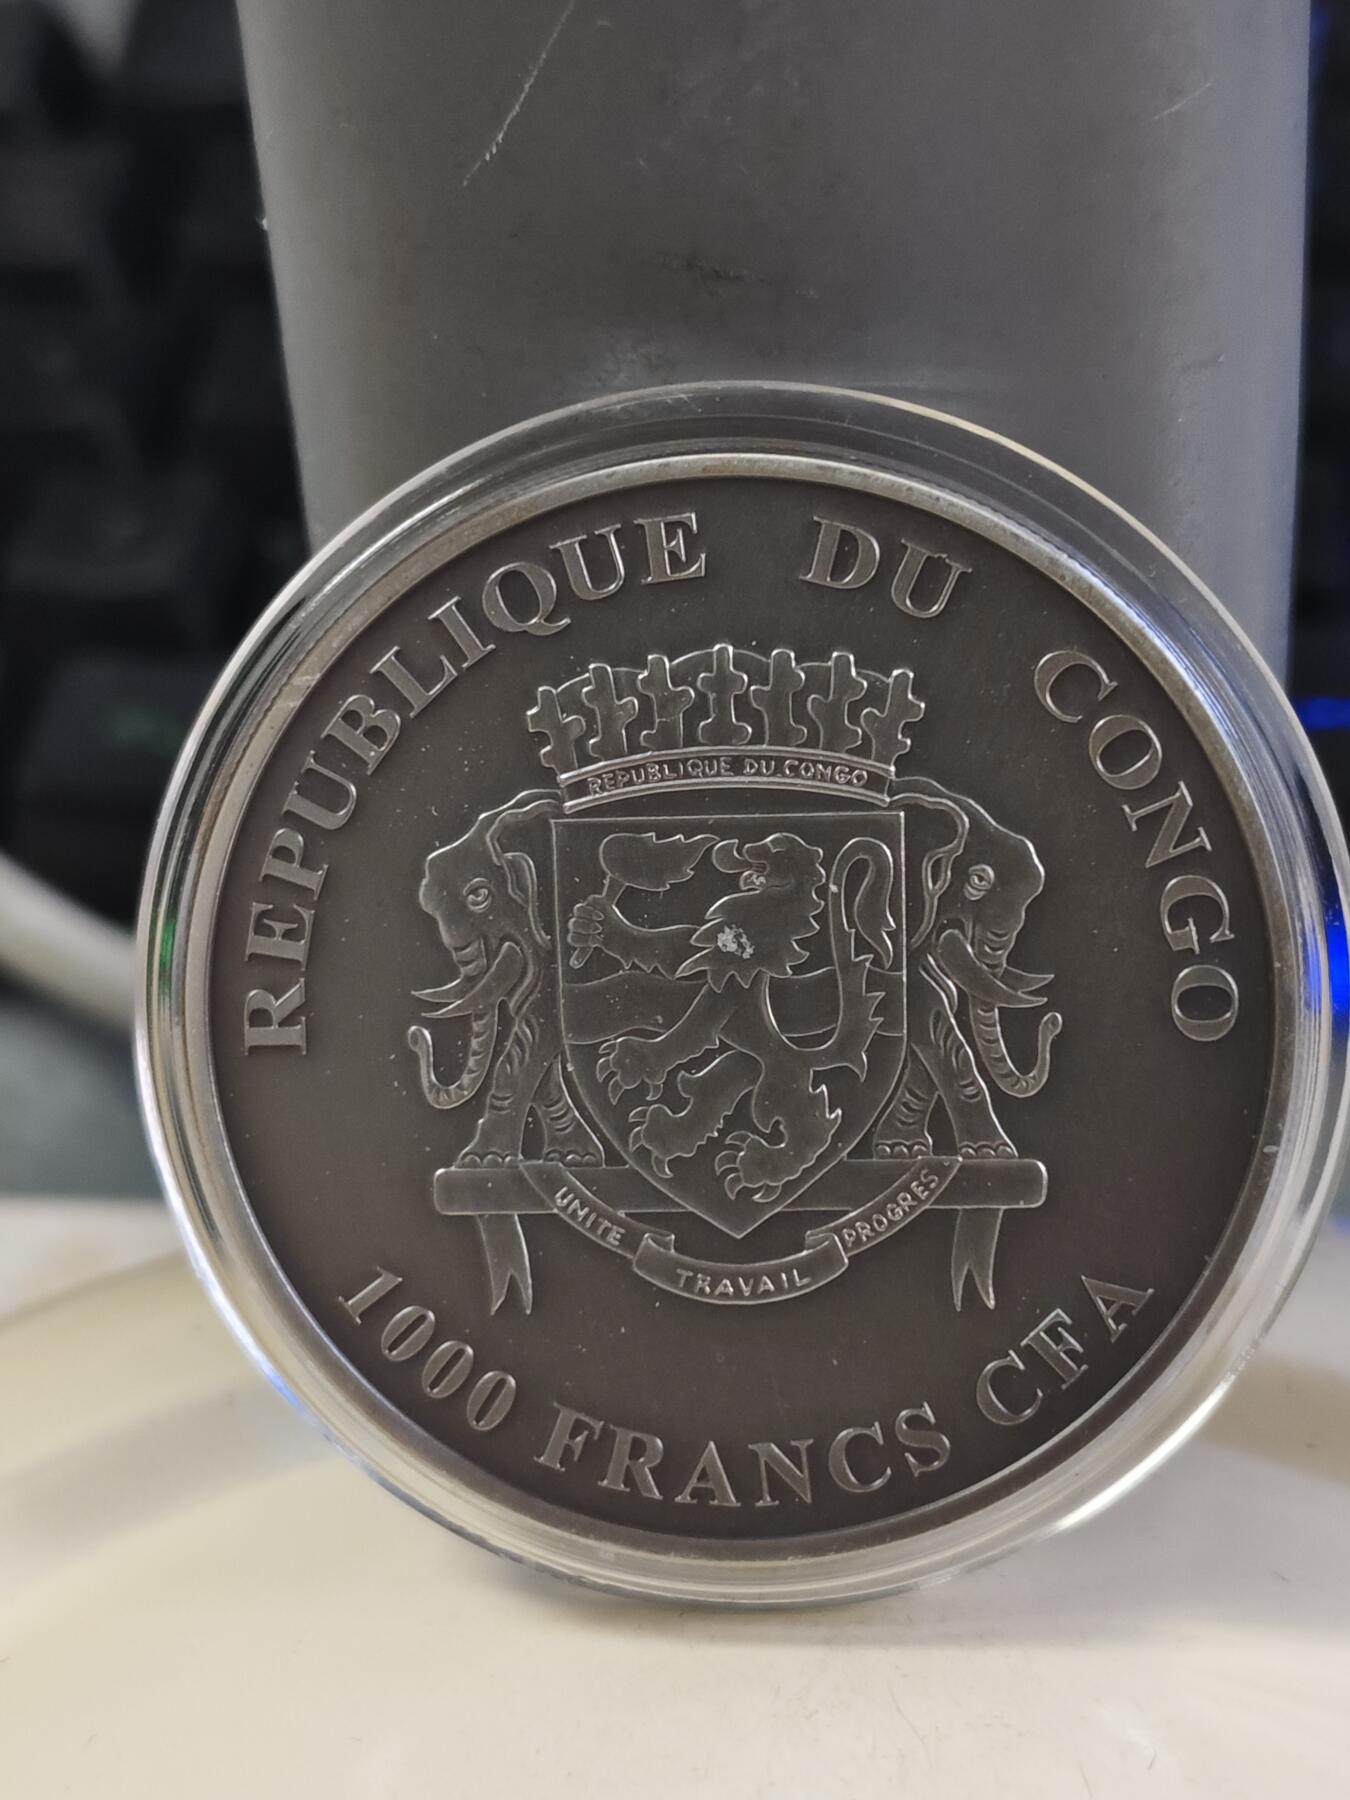 REPUBLIQUE DU CONGO
REPUBLIQUE DU CONGO
UNITE TRAVAIL PROGRES
1000 FRANCS CFA